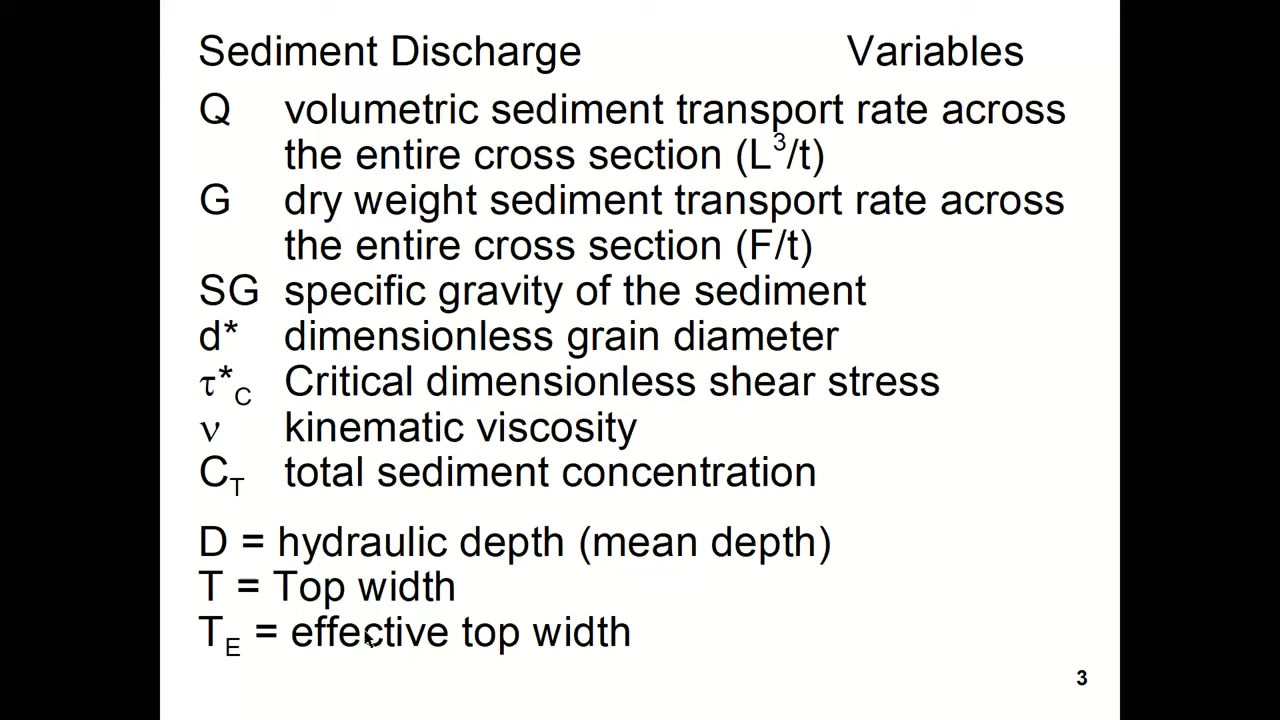 Sediment Discharge Variables
Q volumetric sediment transport rate across
the entire cross section (L³/t)
G dry weight sediment transport rate across
the entire cross section (F/t)
SG specific gravity of the sediment
d* dimensionless grain diameter
τ*C Critical dimensionless shear stress
ν kinematic viscosity
CT total sediment concentration
D = hydraulic depth (mean depth)
T = Top width
TE = effective top width
3